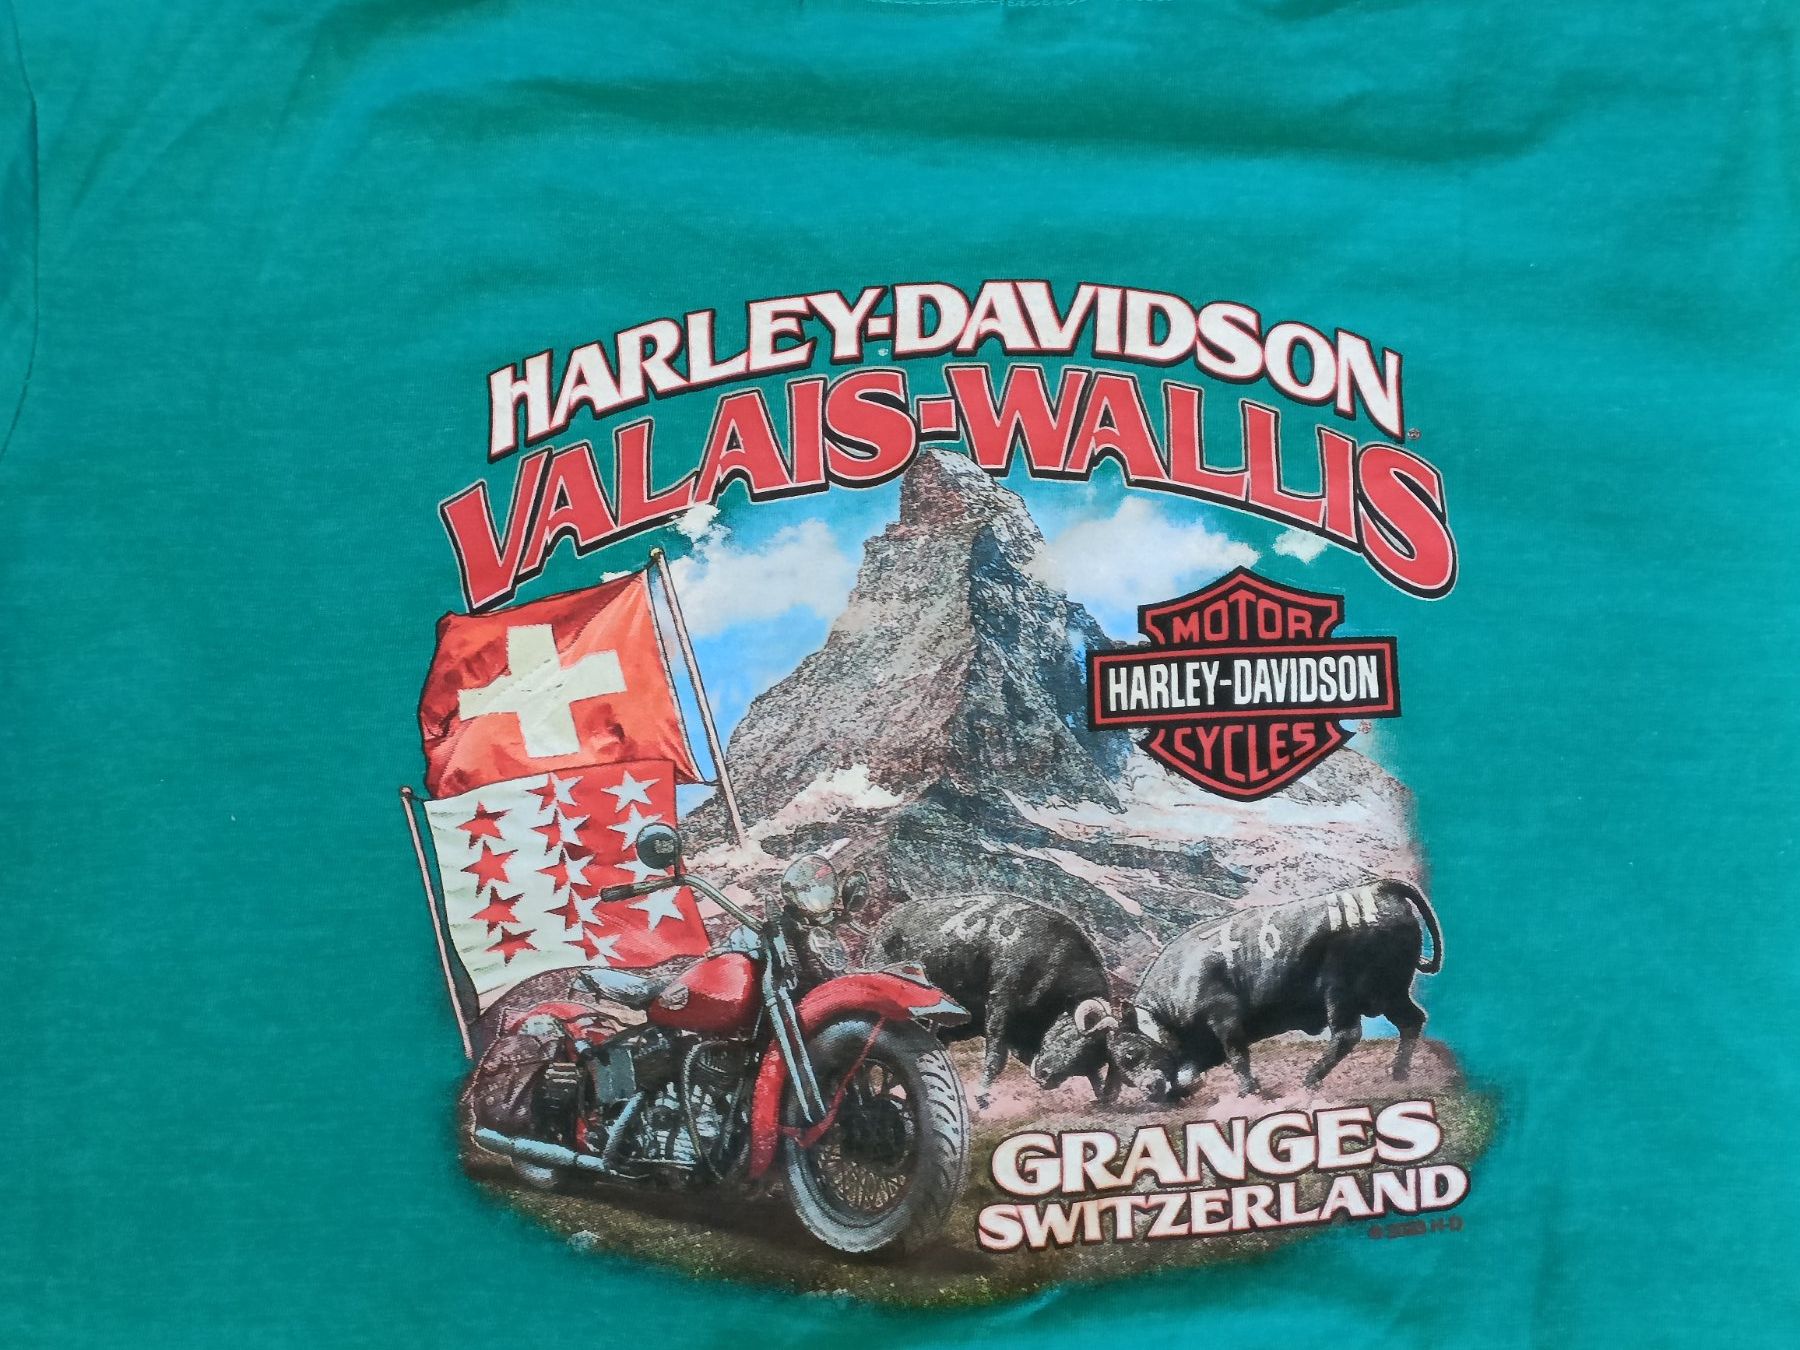 HARLEY-DAVIDSON
VALAIS-WALLIS
MOTOR
HARLEY-DAVIDSON
CYCLES
GRANGES
SWITZERLAND
H-D